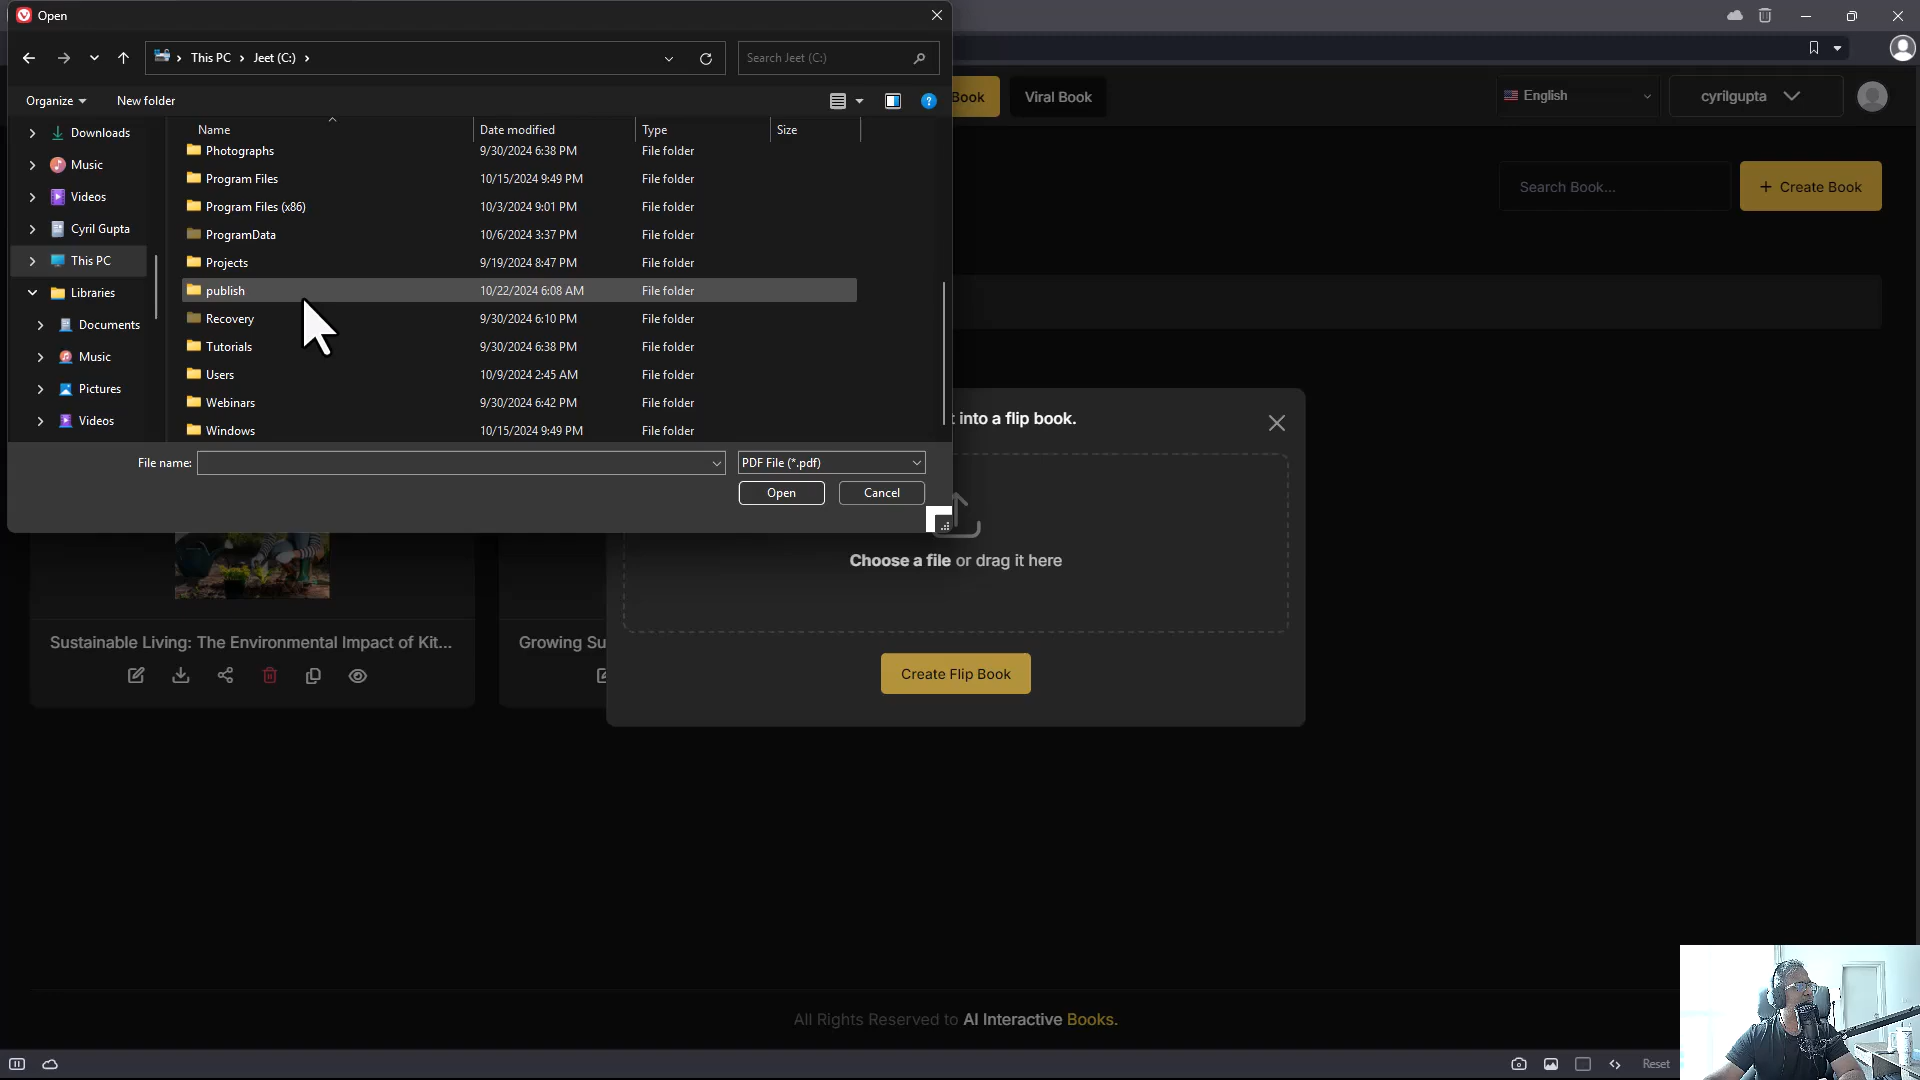 Open
This PC
Jeet (C:)
Search Jeet (C:)
Organize
New folder
Name
Date modified
Type
Size
Downloads
Music
Videos
Cyril Gupta
This PC
Libraries
Documents
Music
Pictures
Videos
Photographs 9/30/2024 6:38 PM File folder
Program Files 10/15/2024 9:49 PM File folder
Program Files (x86) 10/3/2024 9:01 PM File folder
ProgramData 10/6/2024 3:37 PM File folder
Projects 9/19/2024 8:47 PM File folder
publish 10/22/2024 6:08 AM File folder
Recovery 9/30/2024 6:10 PM File folder
Tutorials 9/30/2024 6:38 PM File folder
Users 10/9/2024 2:45 AM File folder
Webinars 9/30/2024 6:42 PM File folder
Windows 10/15/2024 9:49 PM File folder
File name:
PDF File (*.pdf)
Open
Cancel
Book
Viral Book
English
cyrilgupta
Search Book...
+ Create Book
into a flip book.
Choose a file or drag it here
Create Flip Book
Sustainable Living: The Environmental Impact of Kit...
Growing Su
All Rights Reserved to AI Interactive Books.
Reset